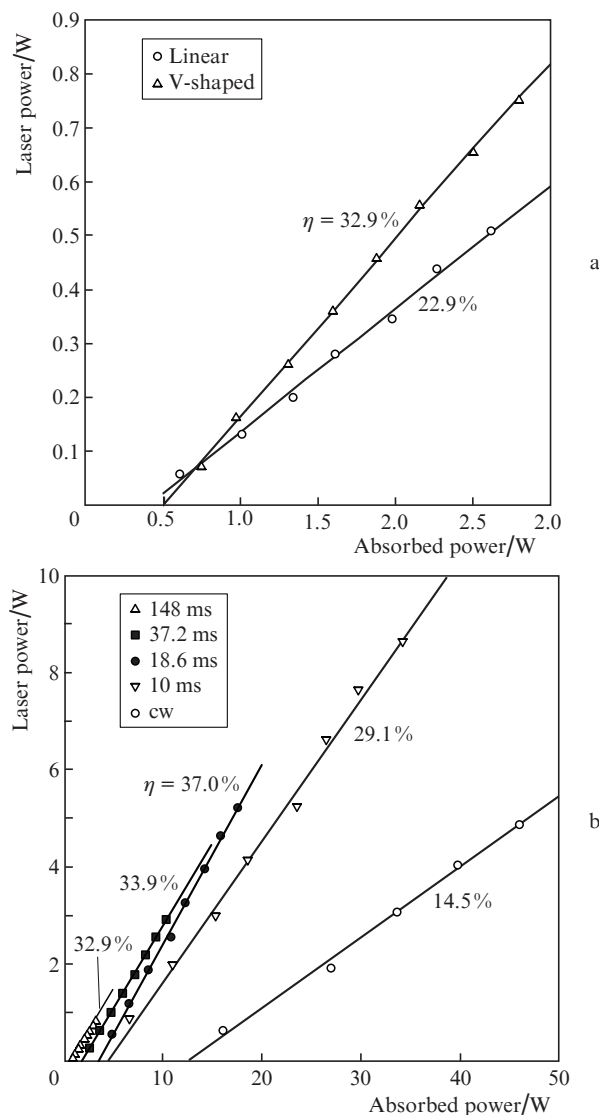 0.9
0.8
0.7
0.6
0.5
0.4
0.3
0.2
0.1
0
0.5
1.0
1.5
2.0
2.5
2.0
Laser power/W
Absorbed power/W
Linear
V-shaped
η = 32.9 %
22.9 %
a
10
8
6
4
2
0
10
20
30
40
50
Laser power/W
Absorbed power/W
148 ms
37.2 ms
18.6 ms
10 ms
cw
η = 37.0 %
33.9 %
32.9 %
29.1 %
14.5 %
b